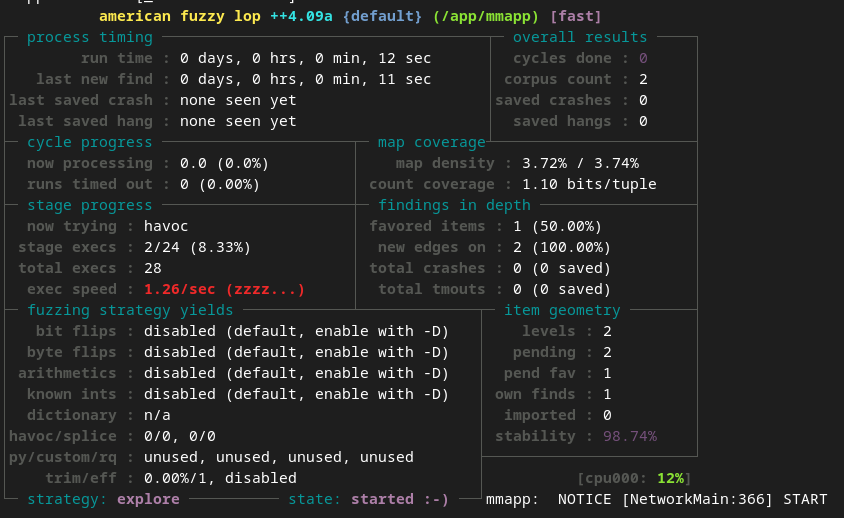 american fuzzy lop ++4.09a {default} (/app/mmapp) [fast]
process timing
overall results
run time : 0 days, 0 hrs, 0 min, 12 sec
cycles done : 0
last new find : 0 days, 0 hrs, 0 min, 11 sec
corpus count : 2
last saved crash : none seen yet
saved crashes : 0
last saved hang : none seen yet
saved hangs : 0
cycle progress
map coverage
now processing : 0.0 (0.0%)
map density : 3.72% / 3.74%
runs timed out : 0 (0.00%)
count coverage : 1.10 bits/tuple
stage progress
findings in depth
now trying : havoc
favored items : 1 (50.00%)
stage execs : 2/24 (8.33%)
new edges on : 2 (100.00%)
total execs : 28
total crashes : 0 (0 saved)
exec speed : 1.26/sec (zzzz...)
total tmouts : 0 (0 saved)
fuzzing strategy yields
item geometry
bit flips : disabled (default, enable with -D)
levels : 2
byte flips : disabled (default, enable with -D)
pending : 2
arithmetics : disabled (default, enable with -D)
pend fav : 1
known ints : disabled (default, enable with -D)
own finds : 1
dictionary : n/a
imported : 0
havoc/splice : 0/0, 0/0
stability : 98.74%
py/custom/rq : unused, unused, unused, unused
trim/eff : 0.00%/1, disabled
[cpu000: 12%]
strategy: explore
state: started :-)
mmapp:  NOTICE [NetworkMain:366] START